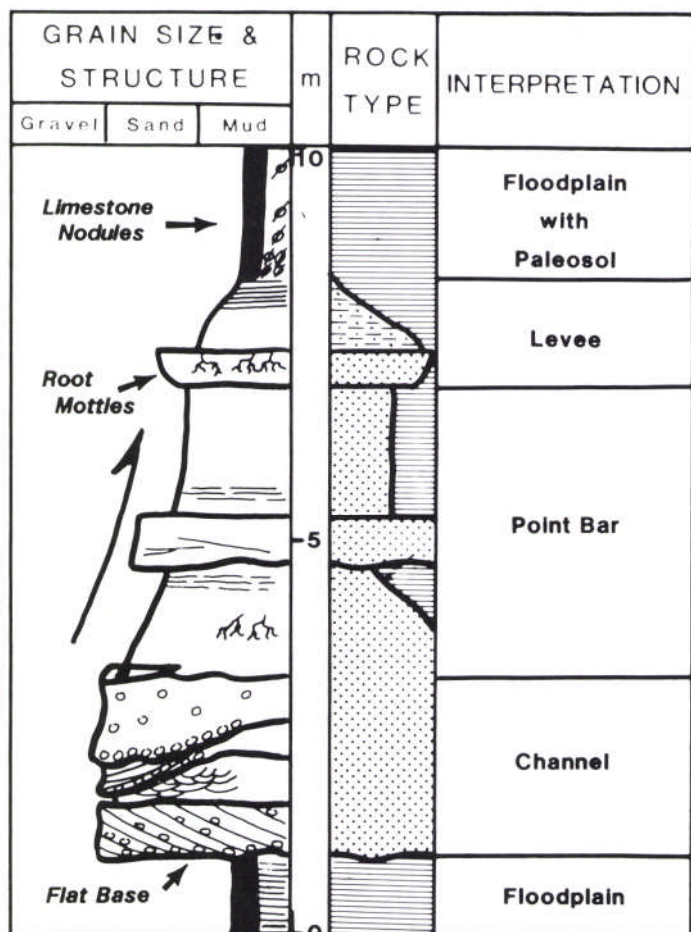 GRAIN SIZE &
STRUCTURE
m
ROCK
TYPE
INTERPRETATION
Gravel
Sand
Mud
10
Limestone
Nodules
Floodplain
with
Paleosol
Levee
Root
Mottles
5
Point Bar
Channel
Flat Base
Floodplain
0